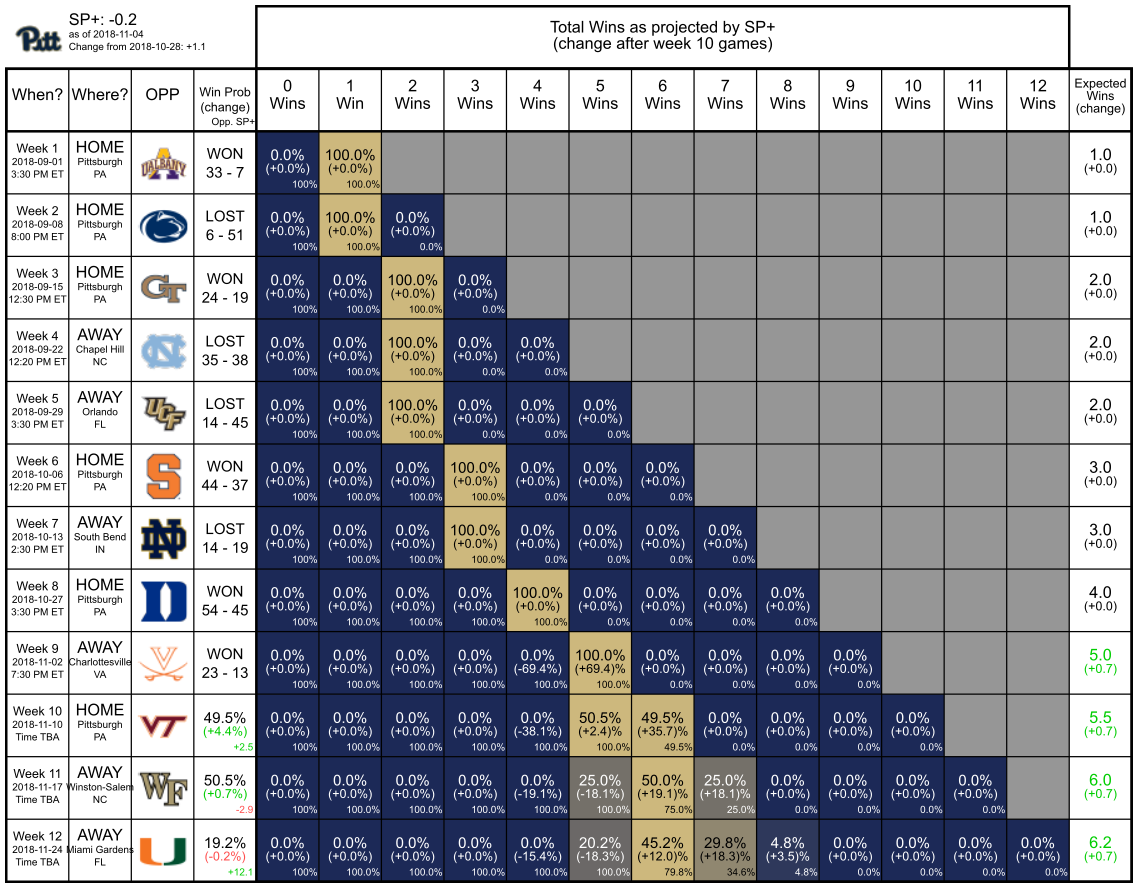 Pitt
SP+: -0.2
as of 2018-11-04
Change from 2018-10-28: +1.1
Total Wins as projected by SP+
(change after week 10 games)
When? Where? OPP Win Prob (change) Opp. SP+ 0 Wins 1 Win 2 Wins 3 Wins 4 Wins 5 Wins 6 Wins 7 Wins 8 Wins 9 Wins 10 Wins 11 Wins 12 Wins Expected Wins (change)
Week 1 HOME WON 0.0% 100.0% 1.0
2018-09-01 Pittsburgh UALBANY (+0.0%) (+0.0%) (+0.0)
3:30 PM ET PA 33 - 7 100% 100.0%
Week 2 HOME LOST 0.0% 100.0% 0.0% 1.0
2018-09-08 Pittsburgh (+0.0%) (+0.0%) (+0.0%) (+0.0)
8:00 PM ET PA 6 - 51 100% 100.0% 0.0%
Week 3 HOME WON 0.0% 0.0% 100.0% 0.0% 2.0
2018-09-15 Pittsburgh GT (+0.0%) (+0.0%) (+0.0%) (+0.0%) (+0.0)
12:30 PM ET PA 24 - 19 100% 100.0% 100.0% 0.0%
Week 4 AWAY LOST 0.0% 0.0% 100.0% 0.0% 0.0% 2.0
2018-09-22 Chapel Hill NC (+0.0%) (+0.0%) (+0.0%) (+0.0%) (+0.0%) (+0.0)
12:20 PM ET NC 35 - 38 100% 100.0% 100.0% 0.0% 0.0%
Week 5 AWAY LOST 0.0% 0.0% 100.0% 0.0% 0.0% 0.0% 2.0
2018-09-29 Orlando UCF (+0.0%) (+0.0%) (+0.0%) (+0.0%) (+0.0%) (+0.0%) (+0.0)
3:30 PM ET FL 14 - 45 100% 100.0% 100.0% 0.0% 0.0% 0.0%
Week 6 HOME WON 0.0% 0.0% 0.0% 100.0% 0.0% 0.0% 0.0% 3.0
2018-10-06 Pittsburgh S (+0.0%) (+0.0%) (+0.0%) (+0.0%) (+0.0%) (+0.0%) (+0.0%) (+0.0)
12:20 PM ET PA 44 - 37 100% 100.0% 100.0% 100.0% 0.0% 0.0% 0.0%
Week 7 AWAY LOST 0.0% 0.0% 0.0% 100.0% 0.0% 0.0% 0.0% 0.0% 3.0
2018-10-13 South Bend ND (+0.0%) (+0.0%) (+0.0%) (+0.0%) (+0.0%) (+0.0%) (+0.0%) (+0.0%) (+0.0)
2:30 PM ET IN 14 - 19 100% 100.0% 100.0% 100.0% 0.0% 0.0% 0.0% 0.0%
Week 8 HOME WON 0.0% 0.0% 0.0% 0.0% 100.0% 0.0% 0.0% 0.0% 0.0% 4.0
2018-10-27 Pittsburgh D (+0.0%) (+0.0%) (+0.0%) (+0.0%) (+0.0%) (+0.0%) (+0.0%) (+0.0%) (+0.0%) (+0.0)
3:30 PM ET PA 54 - 45 100% 100.0% 100.0% 100.0% 100.0% 0.0% 0.0% 0.0% 0.0%
Week 9 AWAY WON 0.0% 0.0% 0.0% 0.0% 0.0% 100.0% 0.0% 0.0% 0.0% 0.0% 5.0
2018-11-02 Charlottesville V (+0.0%) (+0.0%) (+0.0%) (+0.0%) (-69.4%) (+69.4)% (+0.0%) (+0.0%) (+0.0%) (+0.0%) (+0.7)
7:30 PM ET VA 23 - 13 100% 100.0% 100.0% 100.0% 100.0% 100.0% 0.0% 0.0% 0.0% 0.0%
Week 10 HOME 49.5% 0.0% 0.0% 0.0% 0.0% 0.0% 50.5% 49.5% 0.0% 0.0% 0.0% 0.0% 5.5
2018-11-10 Pittsburgh VT (+4.4%) (+0.0%) (+0.0%) (+0.0%) (+0.0%) (-38.1%) (+2.4)% (+35.7)% (+0.0%) (+0.0%) (+0.0%) (+0.0%) (+0.7)
Time TBA PA +2.5 100% 100.0% 100.0% 100.0% 100.0% 100.0% 49.5% 0.0% 0.0% 0.0% 0.0%
Week 11 AWAY 50.5% 0.0% 0.0% 0.0% 0.0% 0.0% 25.0% 50.0% 25.0% 0.0% 0.0% 0.0% 0.0% 6.0
2018-11-17 Winston-Salem WF (+0.7%) (+0.0%) (+0.0%) (+0.0%) (+0.0%) (-19.1%) (-18.1%) (+19.1)% (+18.1)% (+0.0%) (+0.0%) (+0.0%) (+0.0%) (+0.7)
Time TBA NC -2.9 100% 100.0% 100.0% 100.0% 100.0% 100.0% 75.0% 25.0% 0.0% 0.0% 0.0% 0.0%
Week 12 AWAY 19.2% 0.0% 0.0% 0.0% 0.0% 0.0% 20.2% 45.2% 29.8% 4.8% 0.0% 0.0% 0.0% 0.0% 6.2
2018-11-24 Miami Gardens U (-0.2%) (+0.0%) (+0.0%) (+0.0%) (+0.0%) (-15.4%) (-18.3%) (+12.0)% (+18.3)% (+3.5)% (+0.0%) (+0.0%) (+0.0%) (+0.0%) (+0.7)
Time TBA FL +12.1 100% 100.0% 100.0% 100.0% 100.0% 100.0% 79.8% 34.6% 4.8% 0.0% 0.0% 0.0% 0.0%